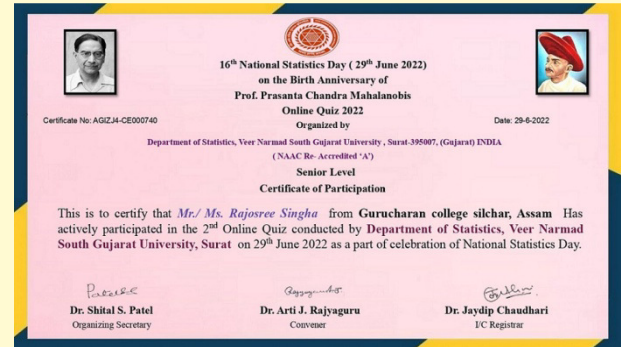 16th National Statistics Day ( 29th June 2022)
on the Birth Anniversary of
Prof. Prasanta Chandra Mahalanobis
Online Quiz 2022
Certificate No: AGIZJ4-CE000740
Organized by
Date: 29-6-2022
Department of Statistics, Veer Narmad South Gujarat University , Surat-395007, (Gujarat) INDIA
( NAAC Re- Accredited ‘A’)
Senior Level
Certificate of Participation
This is to certify that Mr./ Ms. Rajosree Singha from Gurucharan college silchar, Assam Has
actively participated in the 2nd Online Quiz conducted by Department of Statistics, Veer Narmad
South Gujarat University, Surat on 29th June 2022 as a part of celebration of National Statistics Day.
Dr. Shital S. Patel
Organizing Secretary
Dr. Arti J. Rajyaguru
Convener
Dr. Jaydip Chaudhari
I/C Registrar